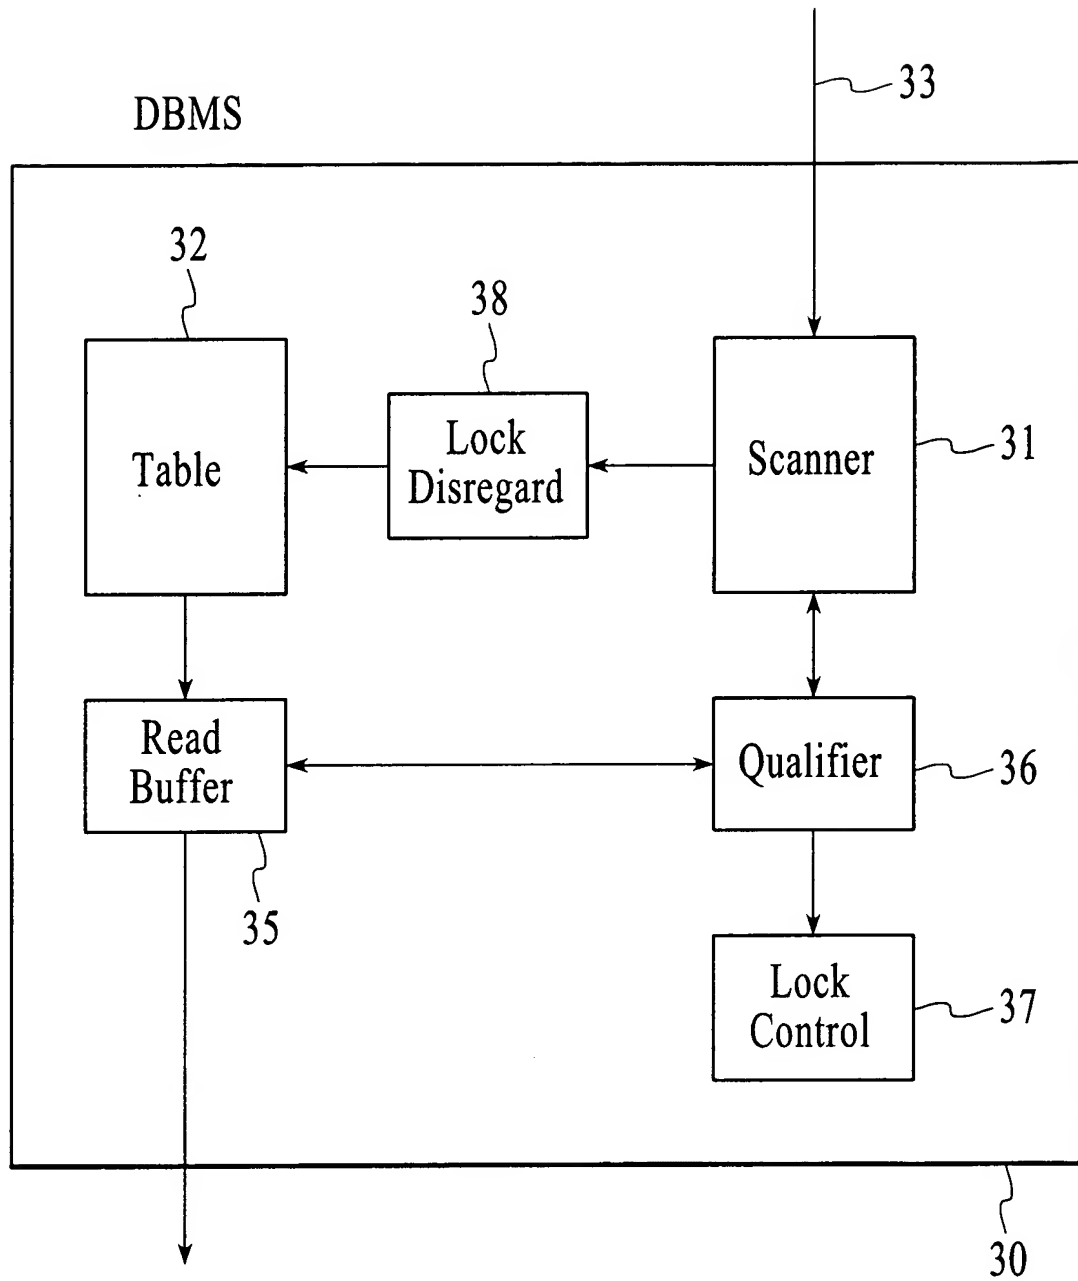 33
DBMS
32
38
Lock
Disregard
Scanner
31
Table
Read
Buffer
Qualifier
36
35
Lock
Control
37
30